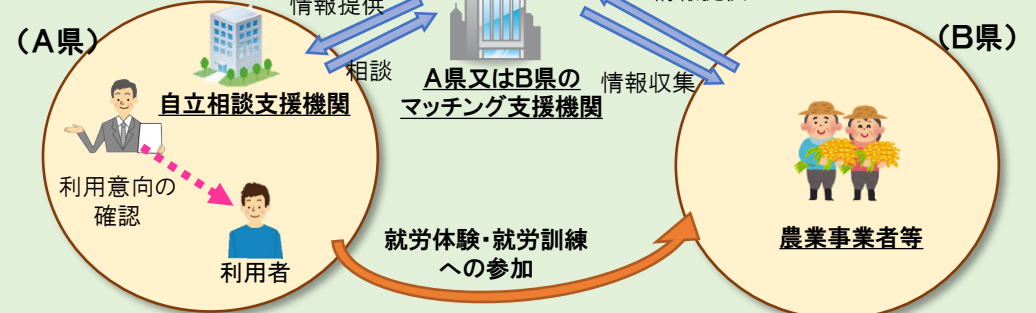 情報提供
（A県）
（B県）
相談
A県又はB県の
マッチング支援機関
情報収集
自立相談支援機関
利用意向の
確認
利用者
就労体験・就労訓練
への参加
農業事業者等